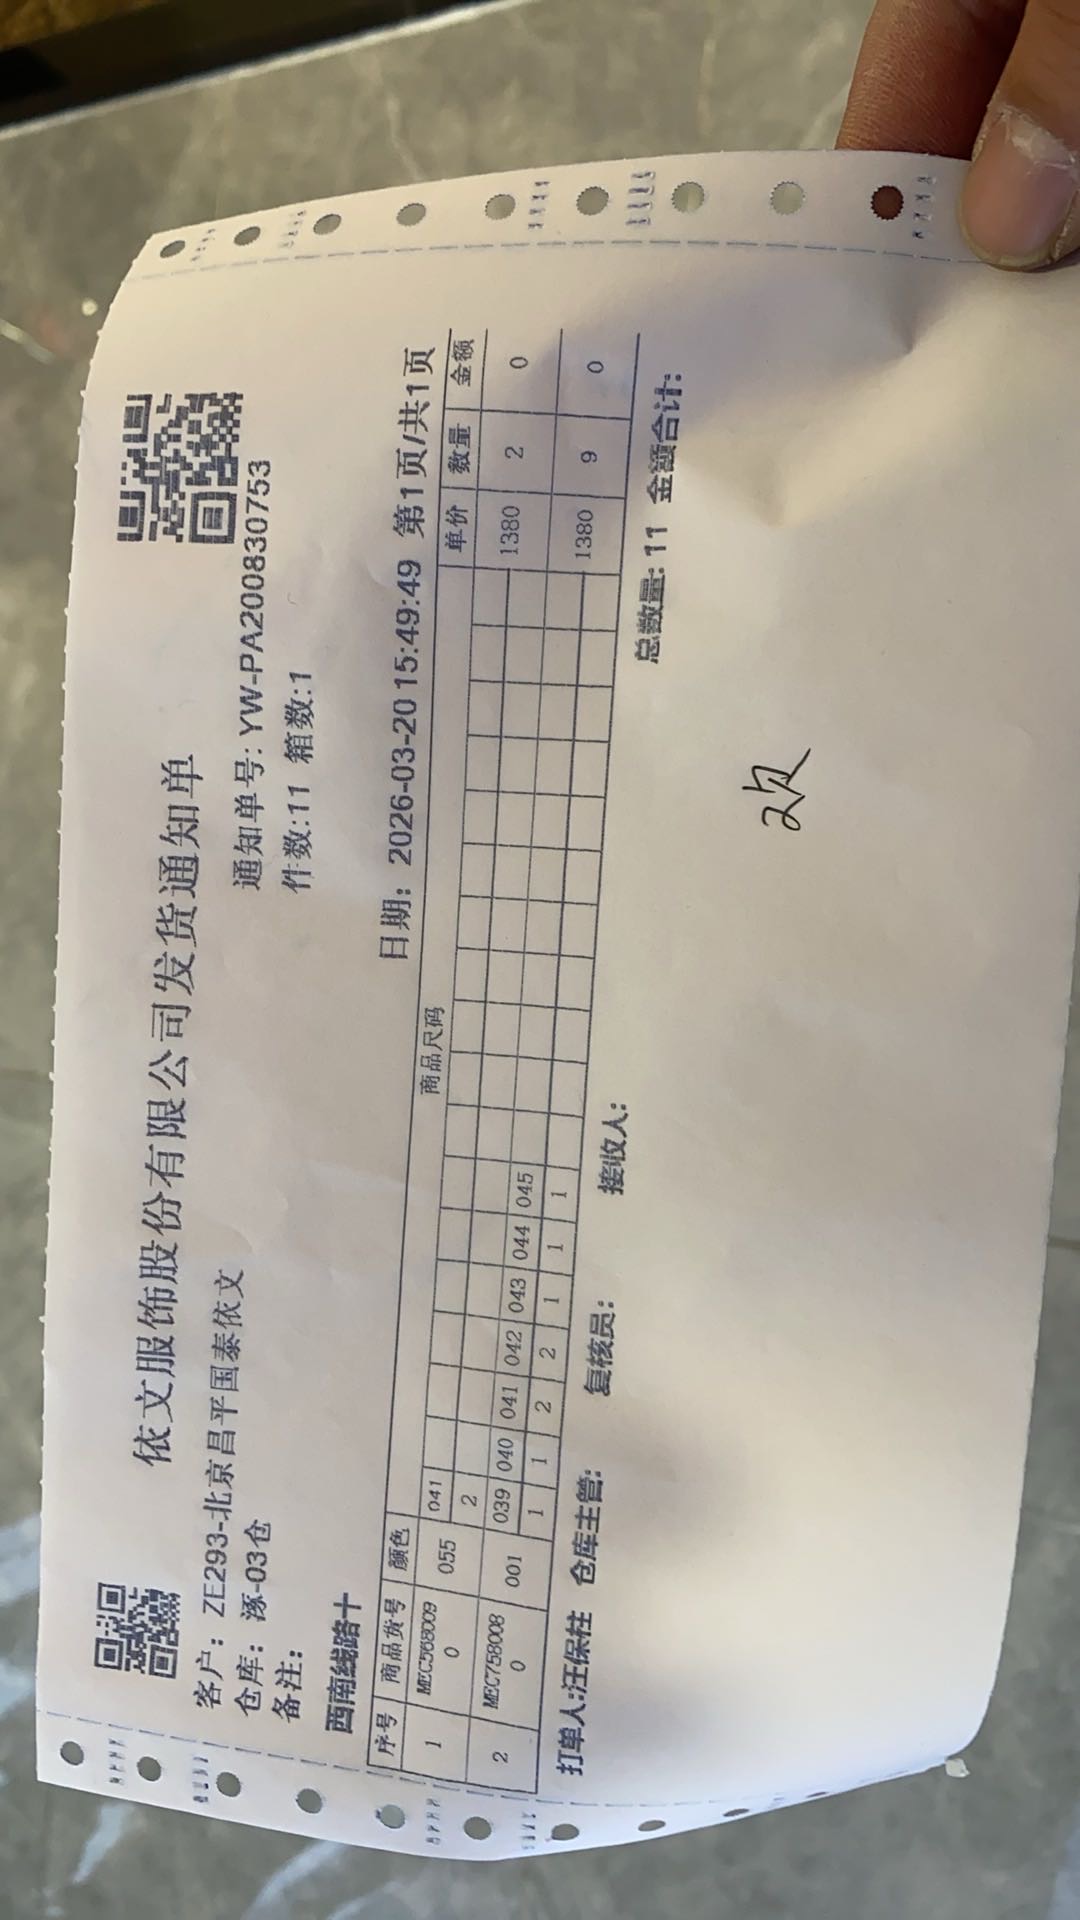 依文服饰股份有限公司发货通知单
客户： ZE293-北京昌平国泰依文
通知单号: YW-PA200830753
仓库： 涿-03仓
件数:11 箱数:1
备注:
西南线路十
日期: 2026-03-20 15:49:49 第1页/共1页
序号 商品货号 颜色 商品尺码 单价 数量 金额
1 MEC5658009 055 041 1380 2 0
0 2
2 MEC758008 001 039 040 041 042 043 044 045 1380 9 0
0 1 1 2 2 1 1 1
总数量: 11 金额合计:
打单人:汪保柱 仓库主管: 复核员: 接收人: